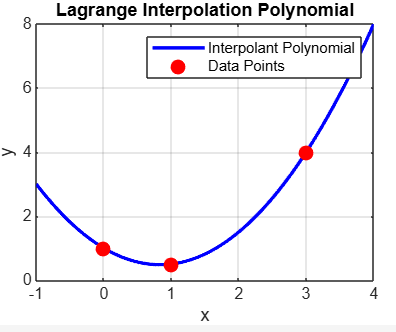 Lagrange Interpolation Polynomial
8
6
4
2
0
y
Interpolant Polynomial
Data Points
-1 0 1 2 3 4
x